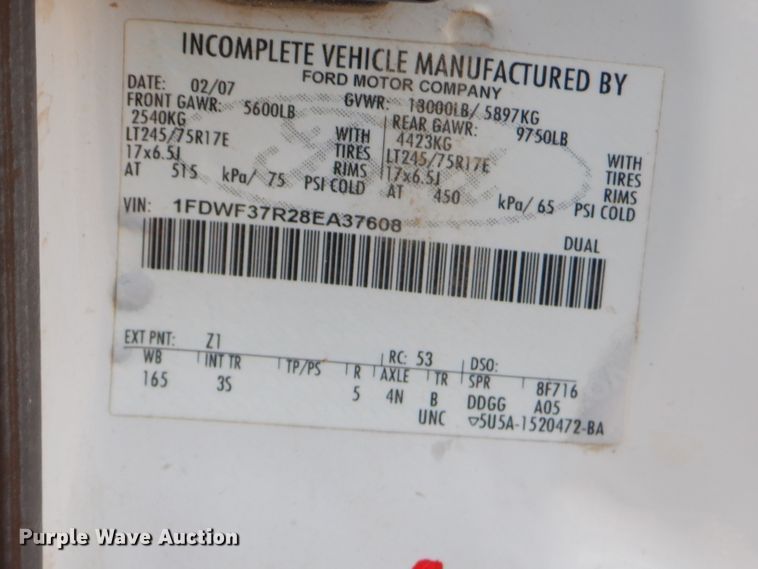 INCOMPLETE VEHICLE MANUFACTURED BY
FORD MOTOR COMPANY
DATE: 02/07 GVWR: 13000LB/ 5897KG
FRONT GAWR: 5600LB REAR GAWR: 9750LB
2540KG WITH 4423KG WITH
LT245/75R17E TIRES LT245/75R17E TIRES
17x6.5J RIMS 17x6.5J RIMS
AT 515 kPa/ 75 PSI COLD AT 450 kPa/ 65 PSI COLD
VIN: 1FDWF37R28EA37608
DUAL
EXT PNT: Z1 RC: 53 DSO:
WB INT TR TP/PS R AXLE TR SPR 8F716
165 3S 5 4N B DDGG A05
UNC ▽5U5A-1520472-BA
Purple Wave Auction